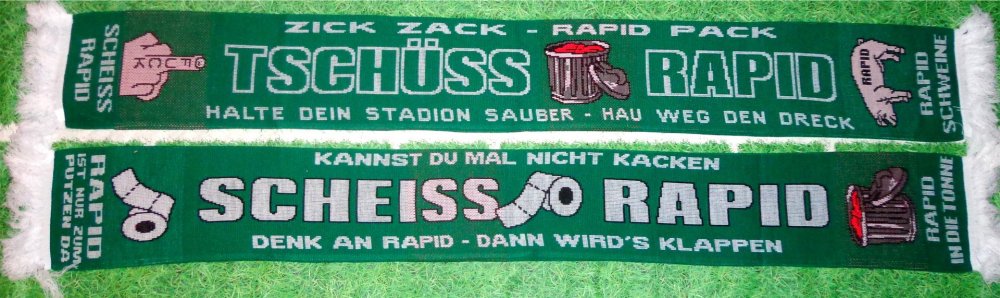 SCHEISS
RAPID
FUCK
ZICK ZACK - RAPID PACK
TSCHÜSS RAPID
HALTE DEIN STADION SAUBER - HAU WEG DEN DRECK
RAPID
RAPID
SCHWEINE
RAPID
IST NUR ZUM
PUTZEN DA
KANNST DU MAL NICHT KACKEN
SCHEISS RAPID
DENK AN RAPID - DANN WIRD'S KLAPPEN
RAPID
IN DIE TONNE